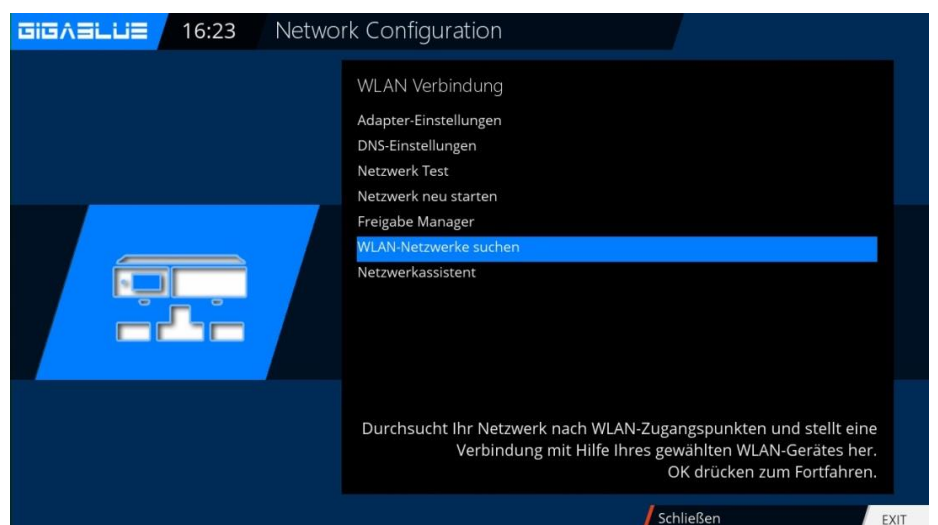 GIGABLUE
16:23
Network Configuration
WLAN Verbindung
Adapter-Einstellungen
DNS-Einstellungen
Netzwerk Test
Netzwerk neu starten
Freigabe Manager
WLAN-Netzwerke suchen
Netzwerkassistent
Durchsucht Ihr Netzwerk nach WLAN-Zugangspunkten und stellt eine
Verbindung mit Hilfe Ihres gewählten WLAN-Gerätes her.
OK drücken zum Fortfahren.
Schließen
EXIT